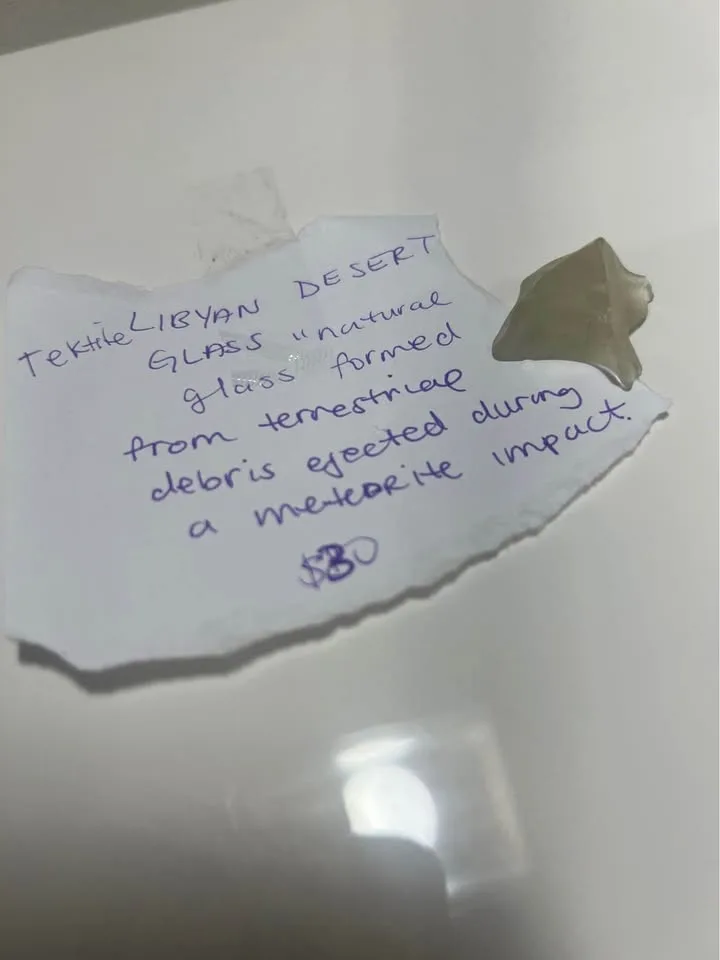 Tektite LIBYAN DESERT
GLASS "natural
glass formed
from terrestrial
debris ejected during
a meteorite impact.
$30